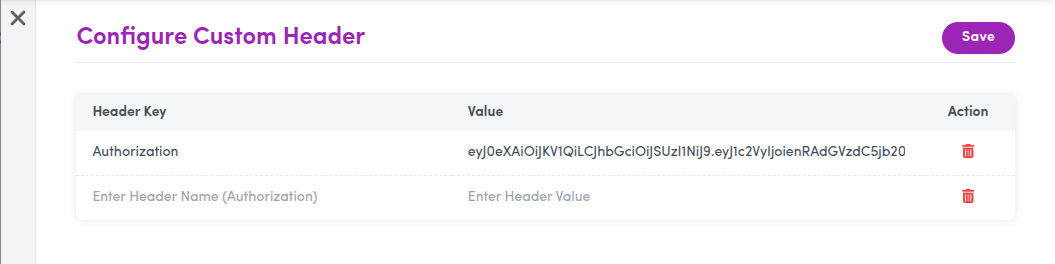 Configure Custom Header
Save
Header Key Value Action
Authorization eyJ0eXAiOiJKV1QiLCJhbGciOiJSUzI1NiJ9.eyJ1c2VyIjoienRAdGVzdC5jb20
Enter Header Name (Authorization) Enter Header Value